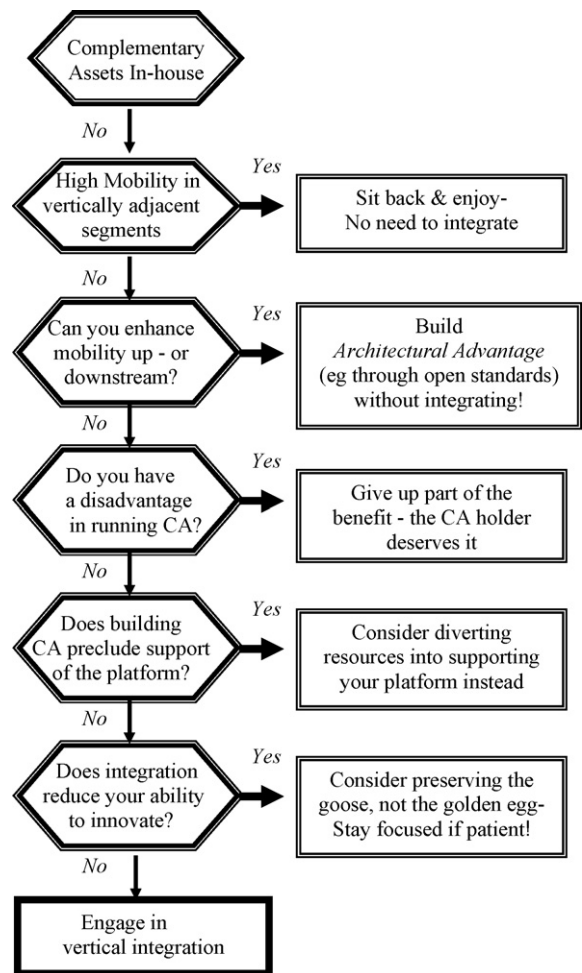 Complementary
Assets In-house
No
High Mobility in
vertically adjacent
segments
Yes
Sit back & enjoy-
No need to integrate
No
Can you enhance
mobility up - or
downstream?
Yes
Build
Architectural Advantage
(eg through open standards)
without integrating!
No
Do you have
a disadvantage
in running CA?
Yes
Give up part of the
benefit - the CA holder
deserves it
No
Does building
CA preclude support
of the platform?
Yes
Consider diverting
resources into supporting
your platform instead
No
Does integration
reduce your ability
to innovate?
Yes
Consider preserving the
goose, not the golden egg-
Stay focused if patient!
No
Engage in
vertical integration